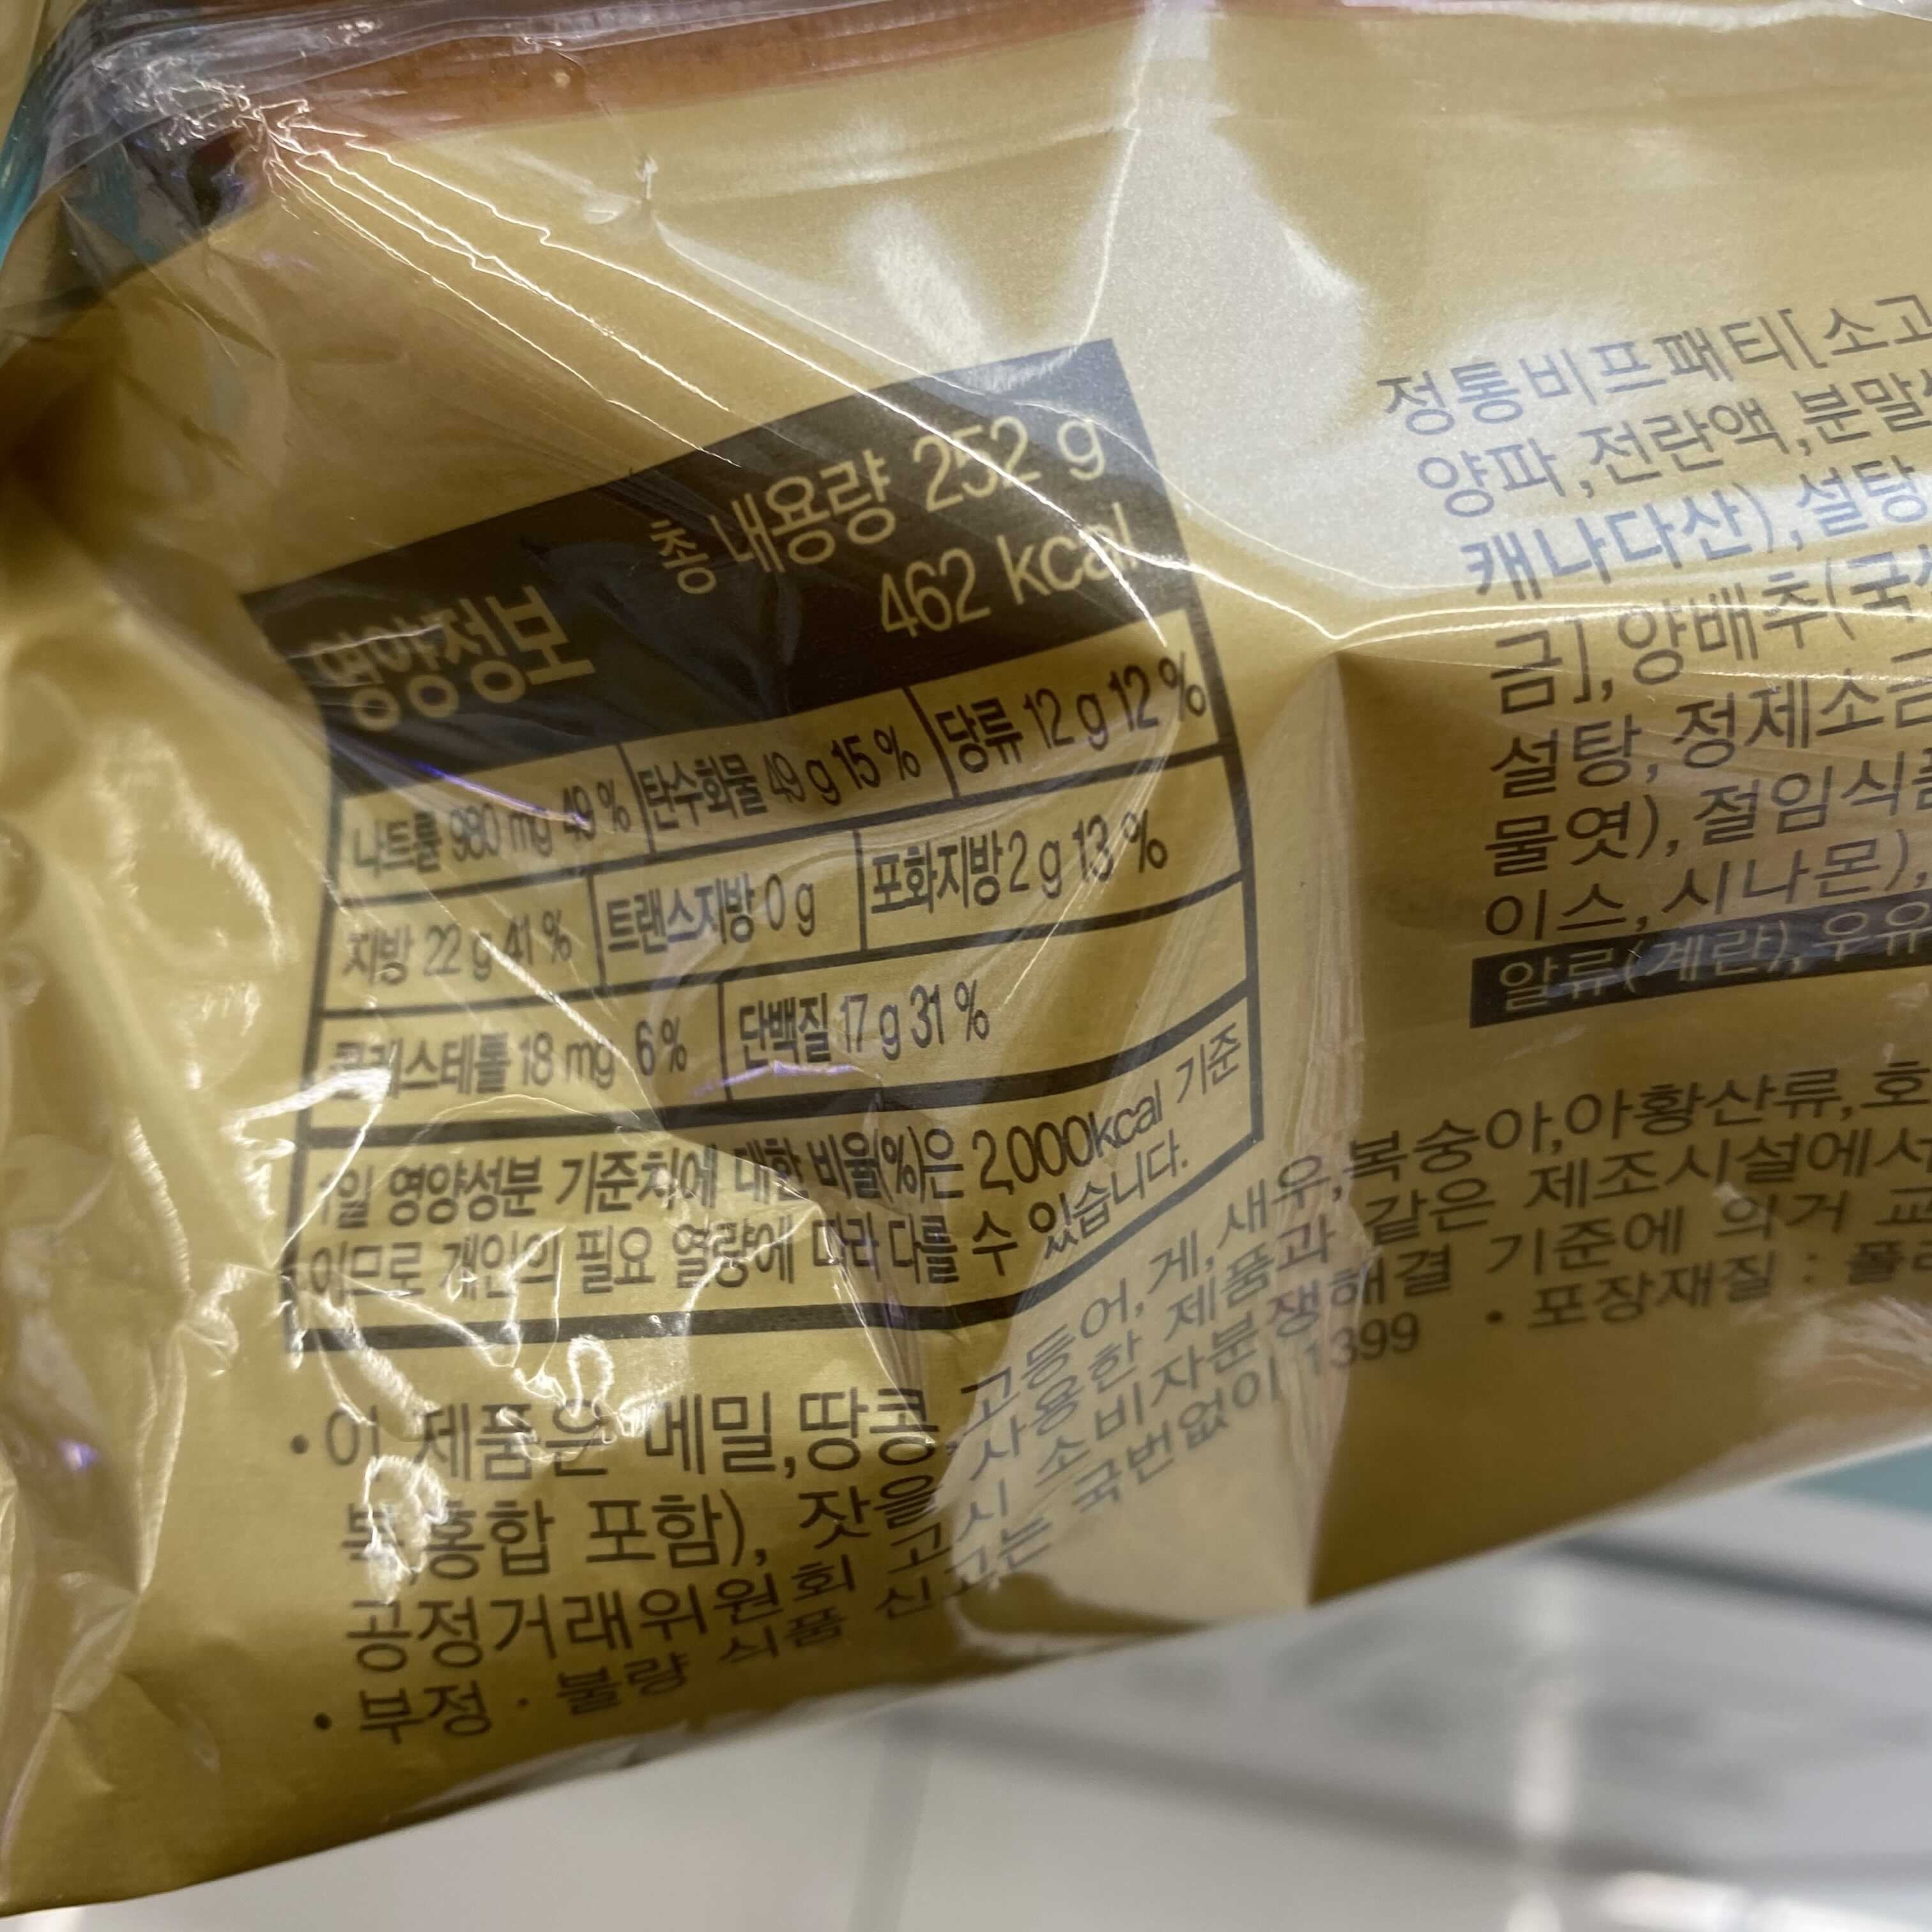 영양정보
총 내용량 252 g
462 kcal
나트륨 980 mg 49 % 탄수화물 49 g 15 % 당류 12 g 12 %
지방 22 g 41 % 트랜스지방 0 g 포화지방 2 g 13 %
콜레스테롤 18 mg 6 % 단백질 17 g 31 %
1일 영양성분 기준치에 대한 비율(%)은 2,000kcal 기준
이므로 개인의 필요 열량에 따라 다를 수 있습니다.
정통비프패티[소고
양파,전란액,분말
캐나다산),설탕
금],양배추(국
설탕,정제소금
물엿),절임식품
이스,시나몬),
알류(계란),우유
•이 제품은 메밀,땅콩,고등어,게,새우,복숭아,아황산류,호
홍합 포함), 잣을 사용한 제품과 같은 제조시설에서
공정거래위원회 고시 소비자분쟁해결 기준에 의거 교
•부정·불량 식품 신고는 국번없이 1399 •포장재질 : 폴리